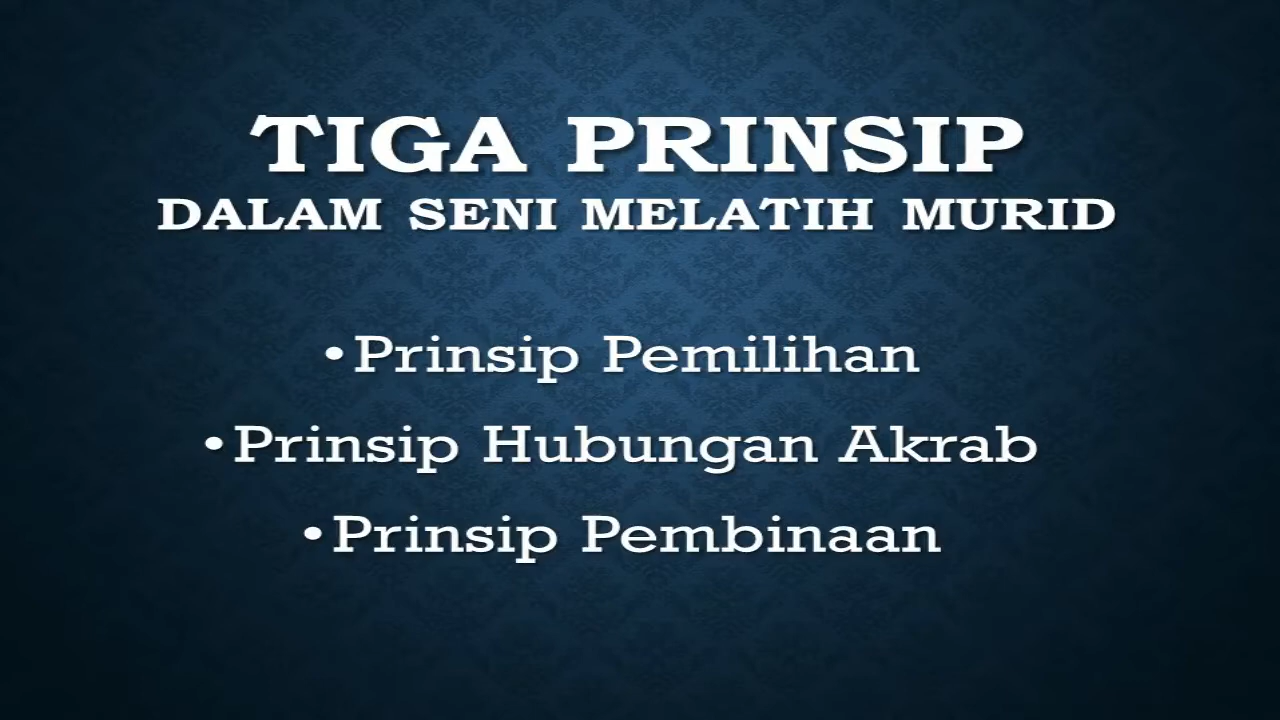 TIGA PRINSIP
DALAM SENI MELATIH MURID
•Prinsip Pemilihan
•Prinsip Hubungan Akrab
•Prinsip Pembinaan